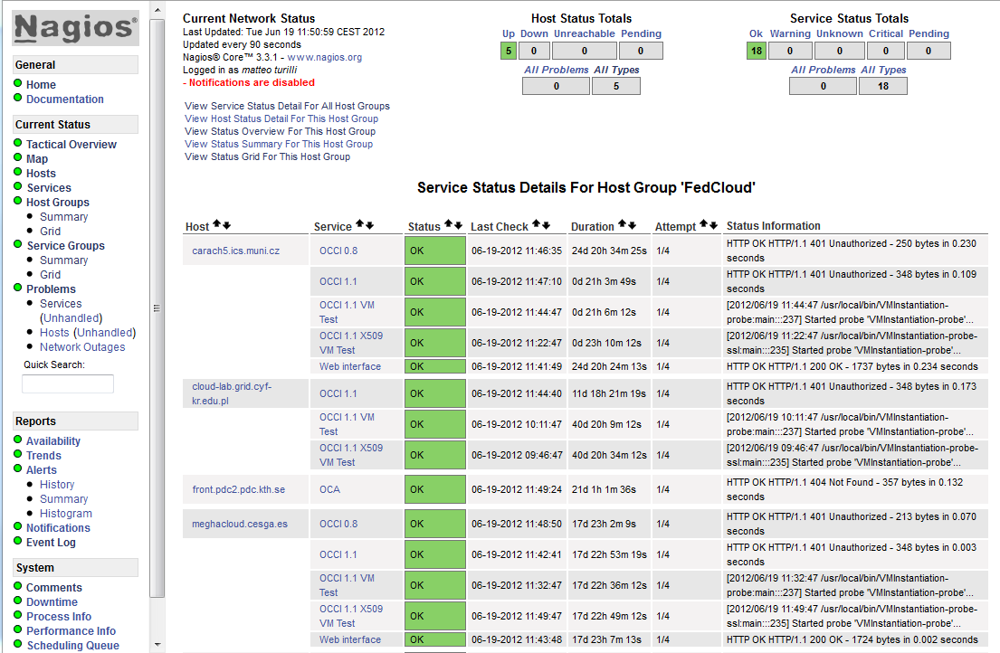 Nagios®
General
Home
Documentation
Current Status
Tactical Overview
Map
Hosts
Services
Host Groups
Summary
Grid
Service Groups
Summary
Grid
Problems
Services
(Unhandled)
Hosts (Unhandled)
Network Outages
Quick Search:
Reports
Availability
Trends
Alerts
History
Summary
Histogram
Notifications
Event Log
System
Comments
Downtime
Process Info
Performance Info
Scheduling Queue
Current Network Status
Last Updated: Tue Jun 19 11:50:59 CEST 2012
Updated every 90 seconds
Nagios® Core™ 3.3.1 - www.nagios.org
Logged in as matteo turilli
- Notifications are disabled
View Service Status Detail For All Host Groups
View Host Status Detail For This Host Group
View Status Overview For This Host Group
View Status Summary For This Host Group
View Status Grid For This Host Group
Host Status Totals
Up Down Unreachable Pending
5 0 0 0
All Problems All Types
0 5
Service Status Totals
Ok Warning Unknown Critical Pending
18 0 0 0 0
All Problems All Types
0 18
Service Status Details For Host Group 'FedCloud'
Host Service Status Last Check Duration Attempt Status Information
carach5.ics.muni.cz OCCI 0.8 OK 06-19-2012 11:46:35 24d 20h 34m 25s 1/4 HTTP OK HTTP/1.1 401 Unauthorized - 250 bytes in 0.230
seconds
OCCI 1.1 OK 06-19-2012 11:47:10 0d 21h 3m 49s 1/4 HTTP OK HTTP/1.1 401 Unauthorized - 348 bytes in 0.109
seconds
OCCI 1.1 VM OK 06-19-2012 11:44:47 0d 21h 6m 12s 1/4 [2012/06/19 11:44:47 /usr/local/bin/VMInstantiation-
Test probe:main:::237] Started probe 'VMInstantiation-probe'...
OCCI 1.1 X509 OK 06-19-2012 11:22:47 0d 23h 10m 12s 1/4 [2012/06/19 11:22:47 /usr/local/bin/VMInstantiation-probe-
VM Test ssl:main:::235] Started probe 'VMInstantiation-probe'...
Web interface OK 06-19-2012 11:41:49 24d 20h 24m 13s 1/4 HTTP OK HTTP/1.1 200 OK - 1737 bytes in 0.234 seconds
cloud-lab.grid.cyf- OCCI 1.1 OK 06-19-2012 11:44:40 11d 18h 21m 19s 1/4 HTTP OK HTTP/1.1 401 Unauthorized - 348 bytes in 0.173
kr.edu.pl seconds
OCCI 1.1 VM OK 06-19-2012 10:11:47 40d 20h 9m 12s 1/4 [2012/06/19 10:11:47 /usr/local/bin/VMInstantiation-
Test probe:main:::237] Started probe 'VMInstantiation-probe'...
OCCI 1.1 X509 OK 06-19-2012 09:46:47 40d 20h 34m 12s 1/4 [2012/06/19 09:46:47 /usr/local/bin/VMInstantiation-probe-
VM Test ssl:main:::235] Started probe 'VMInstantiation-probe'...
front.pdc2.pdc.kth.se OCA OK 06-19-2012 11:49:24 21d 1h 1m 36s 1/4 HTTP OK HTTP/1.1 404 Not Found - 357 bytes in 0.132
seconds
meghacloud.cesga.es OCCI 0.8 OK 06-19-2012 11:48:50 17d 23h 2m 9s 1/4 HTTP OK HTTP/1.1 401 Unauthorized - 213 bytes in 0.070
seconds
OCCI 1.1 OK 06-19-2012 11:42:41 17d 22h 53m 19s 1/4 HTTP OK HTTP/1.1 401 Unauthorized - 348 bytes in 0.003
seconds
OCCI 1.1 VM OK 06-19-2012 11:32:47 17d 22h 36m 12s 1/4 [2012/06/19 11:32:47 /usr/local/bin/VMInstantiation-
Test probe:main:::237] Started probe 'VMInstantiation-probe'...
OCCI 1.1 X509 OK 06-19-2012 11:49:47 17d 22h 49m 12s 1/4 [2012/06/19 11:49:47 /usr/local/bin/VMInstantiation-probe-
VM Test ssl:main:::235] Started probe 'VMInstantiation-probe'...
Web interface OK 06-19-2012 11:43:48 17d 23h 7m 13s 1/4 HTTP OK HTTP/1.1 200 OK - 1724 bytes in 0.002 seconds